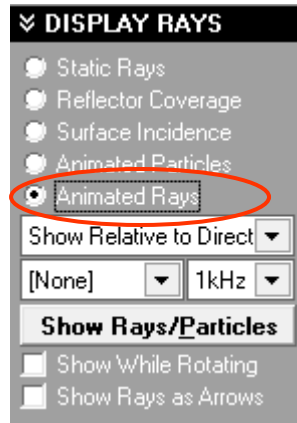 DISPLAY RAYS
Static Rays
Reflector Coverage
Surface Incidence
Animated Particles
Animated Rays
Show Relative to Direct
[None] 1kHz
Show Rays/Particles
Show While Rotating
Show Rays as Arrows